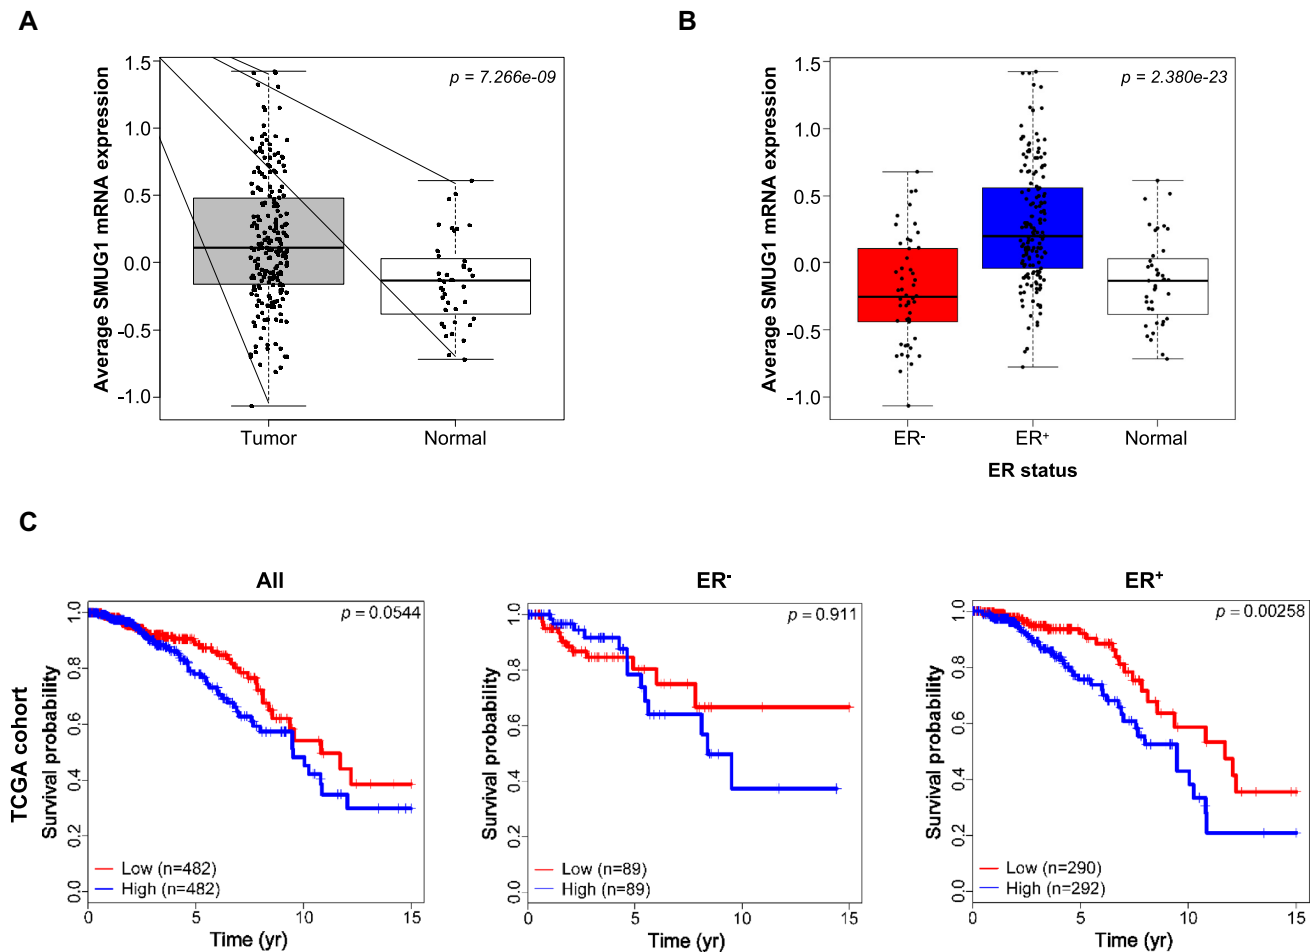 A
Average SMUG1 mRNA expression
1.5
1.0
0.5
0.0
-0.5
-1.0
p = 7.266e-09
Tumor
Normal
B
Average SMUG1 mRNA expression
1.5
1.0
0.5
0.0
-0.5
-1.0
p = 2.380e-23
ER-
ER+
Normal
ER status
C
TCGA cohort
All
Survival probability
1.0
0.8
0.6
0.4
0.2
0.0
p = 0.0544
Low (n=482)
High (n=482)
0
5
10
15
Time (yr)
ER-
Survival probability
1.0
0.8
0.6
0.4
0.2
0.0
p = 0.911
Low (n=89)
High (n=89)
0
5
10
15
Time (yr)
ER+
Survival probability
1.0
0.8
0.6
0.4
0.2
0.0
p = 0.00258
Low (n=290)
High (n=292)
0
5
10
15
Time (yr)